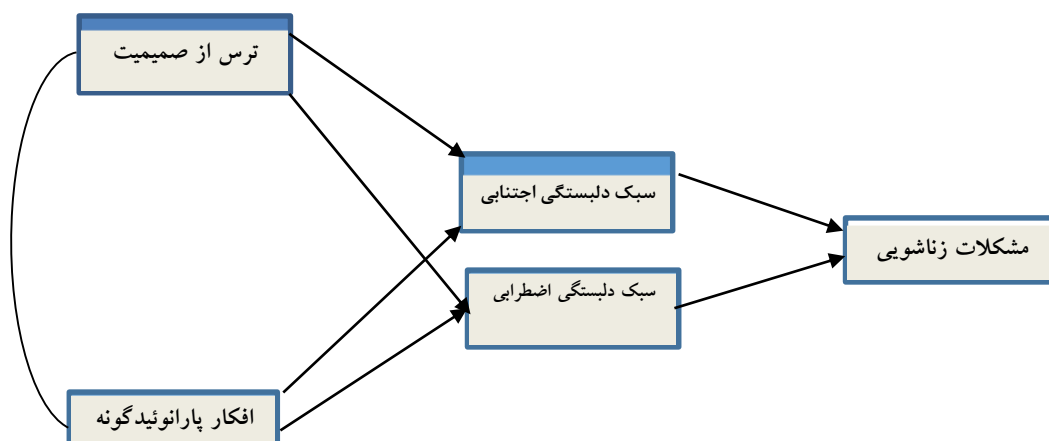 ترس از صمیمیت
سبک دلبستگی اجتنابی
مشکلات زناشویی
سبک دلبستگی اضطرابی
افکار پارانوئیدگونه